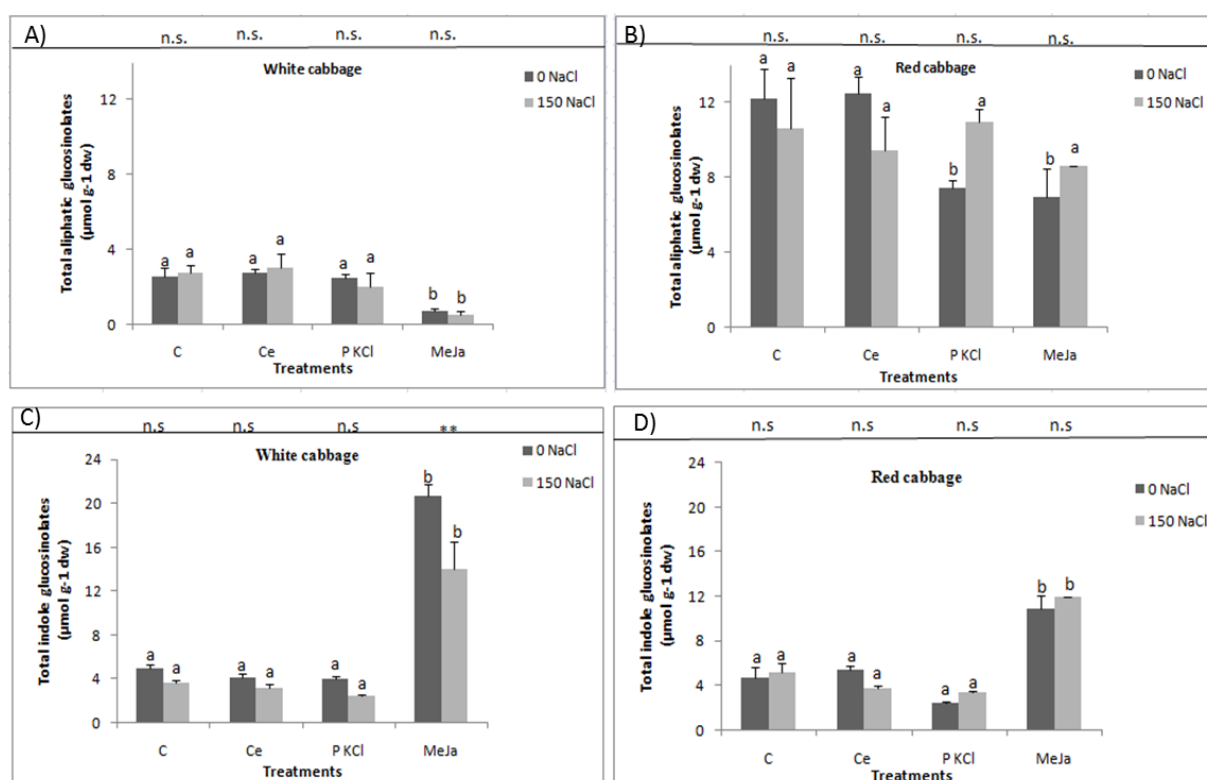 A)
n.s. n.s. n.s. n.s.
White cabbage
0 NaCl
150 NaCl
Total aliphatic glucosinolates
(µmol g-1 dw)
12
8
4
0
a a a a a a b b
C Ce P KCl MeJa
Treatments
B)
n.s. n.s. n.s. n.s.
Red cabbage
0 NaCl
150 NaCl
Total aliphatic glucosinolates
(µmol g-1 dw)
12
8
4
0
a a a a b a b a
C Ce P KCl MeJa
Treatments
C)
n.s n.s n.s **
White cabbage
0 NaCl
150 NaCl
Total indole glucosinolates
(µmol g-1 dw)
24
20
16
12
8
4
0
a a a a a a b b
C Ce P KCl MeJa
Treatments
D)
n.s n.s n.s n.s
Red cabbage
0 NaCl
150 NaCl
Total indole glucosinolates
(µmol g-1 dw)
24
20
16
12
8
4
0
a a a a a a b b
C Ce P KCl MeJa
Treatments